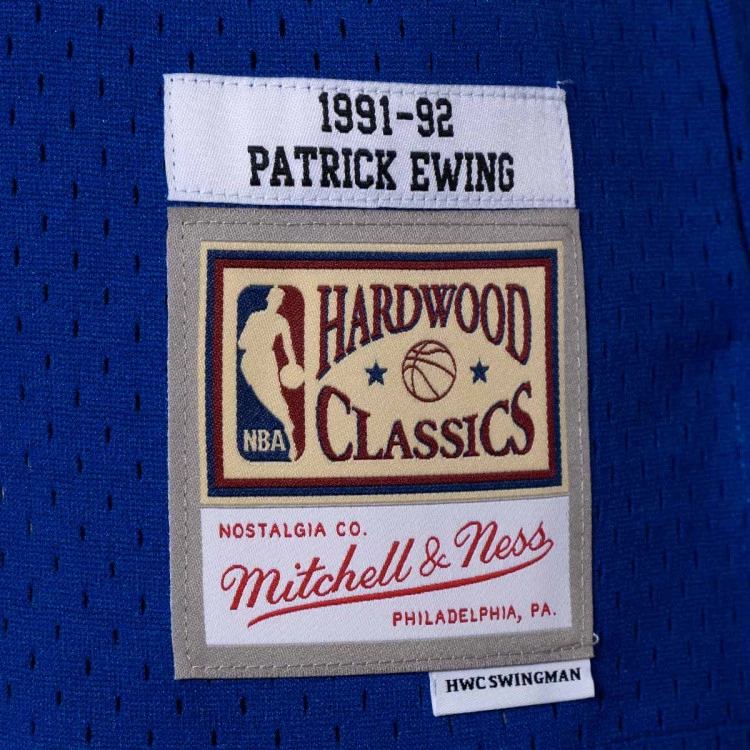 1991-92
PATRICK EWING
HARDWOOD
CLASSICS
NBA
NOSTALGIA CO.
Mitchell & Ness
PHILADELPHIA, PA.
HWC SWINGMAN